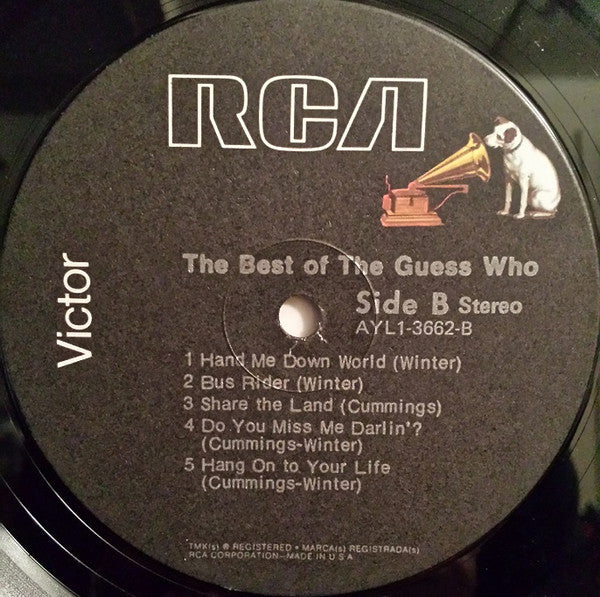 RCA
Victor
The Best of The Guess Who
Side B Stereo
AYL1-3662-B
1 Hand Me Down World (Winter)
2 Bus Rider (Winter)
3 Share the Land (Cummings)
4 Do You Miss Me Darlin'?
(Cummings-Winter)
5 Hang On to Your Life
(Cummings-Winter)
TMK(s) ® REGISTERED • MARCA(s) REGISTRADA(s)
RCA CORPORATION—MADE IN U S A